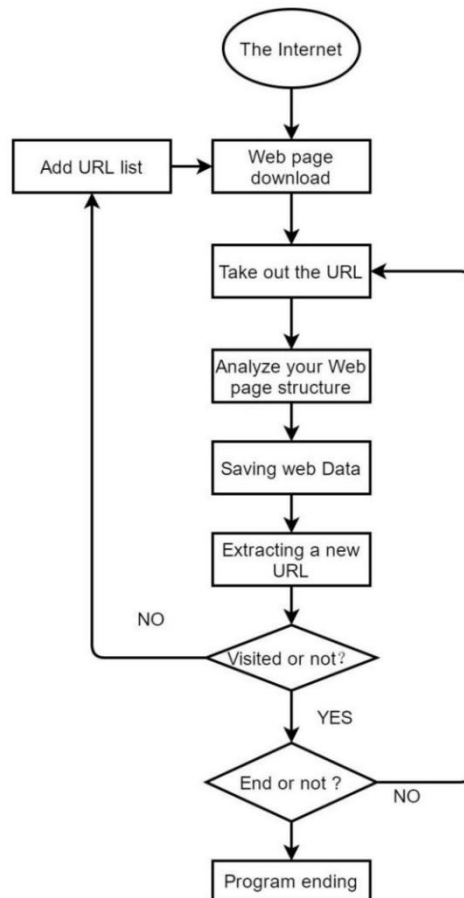 The Internet
Add URL list
Web page
download
Take out the URL
Analyze your Web
page structure
Saving web Data
Extracting a new
URL
NO
Visited or not?
YES
End or not ?
NO
Program ending